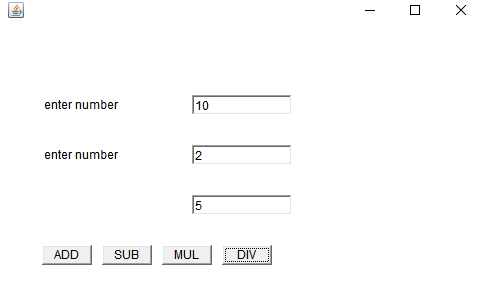 enter number 10
enter number 2
5
ADD SUB MUL DIV